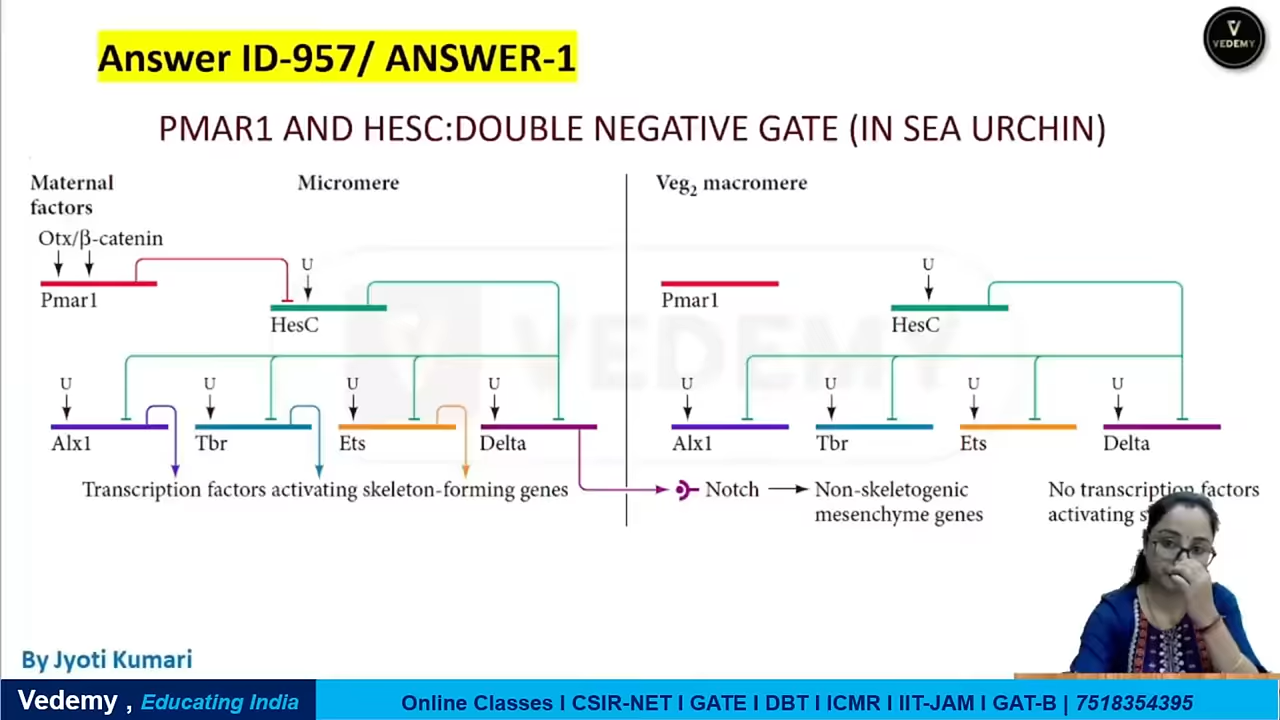 Answer ID-957/ ANSWER-1
VEDEMY
PMAR1 AND HESC:DOUBLE NEGATIVE GATE (IN SEA URCHIN)
Maternal
factors
Micromere
Veg2 macromere
Otx/β-catenin
U
U
Pmar1
HesC
Pmar1
HesC
VEDEMY
U
U
U
U
U
U
U
U
Alx1
Tbr
Ets
Delta
Alx1
Tbr
Ets
Delta
Transcription factors activating skeleton-forming genes
Notch
Non-skeletogenic
mesenchyme genes
No transcription factors
activating
By Jyoti Kumari
Vedemy , Educating India
Online Classes I CSIR-NET I GATE I DBT I ICMR I IIT-JAM I GAT-B | 7518354395